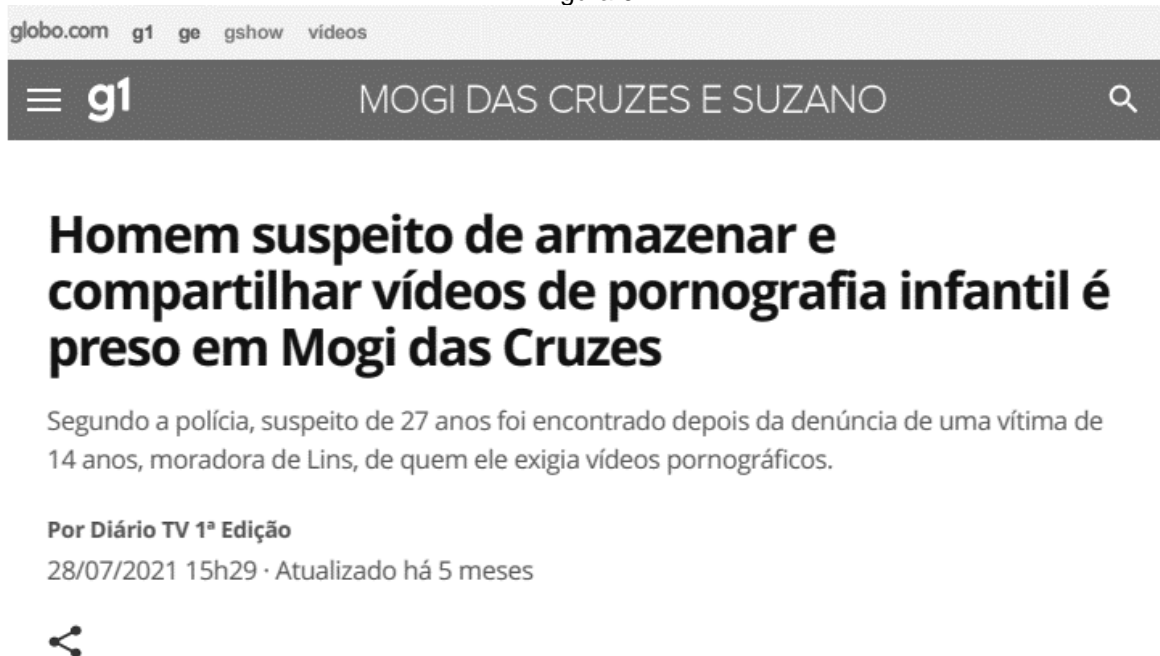 globo.com g1 ge gshow vídeos
g1 MOGI DAS CRUZES E SUZANO
Homem suspeito de armazenar e
compartilhar vídeos de pornografia infantil é
preso em Mogi das Cruzes
Segundo a polícia, suspeito de 27 anos foi encontrado depois da denúncia de uma vítima de
14 anos, moradora de Lins, de quem ele exigia vídeos pornográficos.
Por Diário TV 1ª Edição
28/07/2021 15h29 · Atualizado há 5 meses